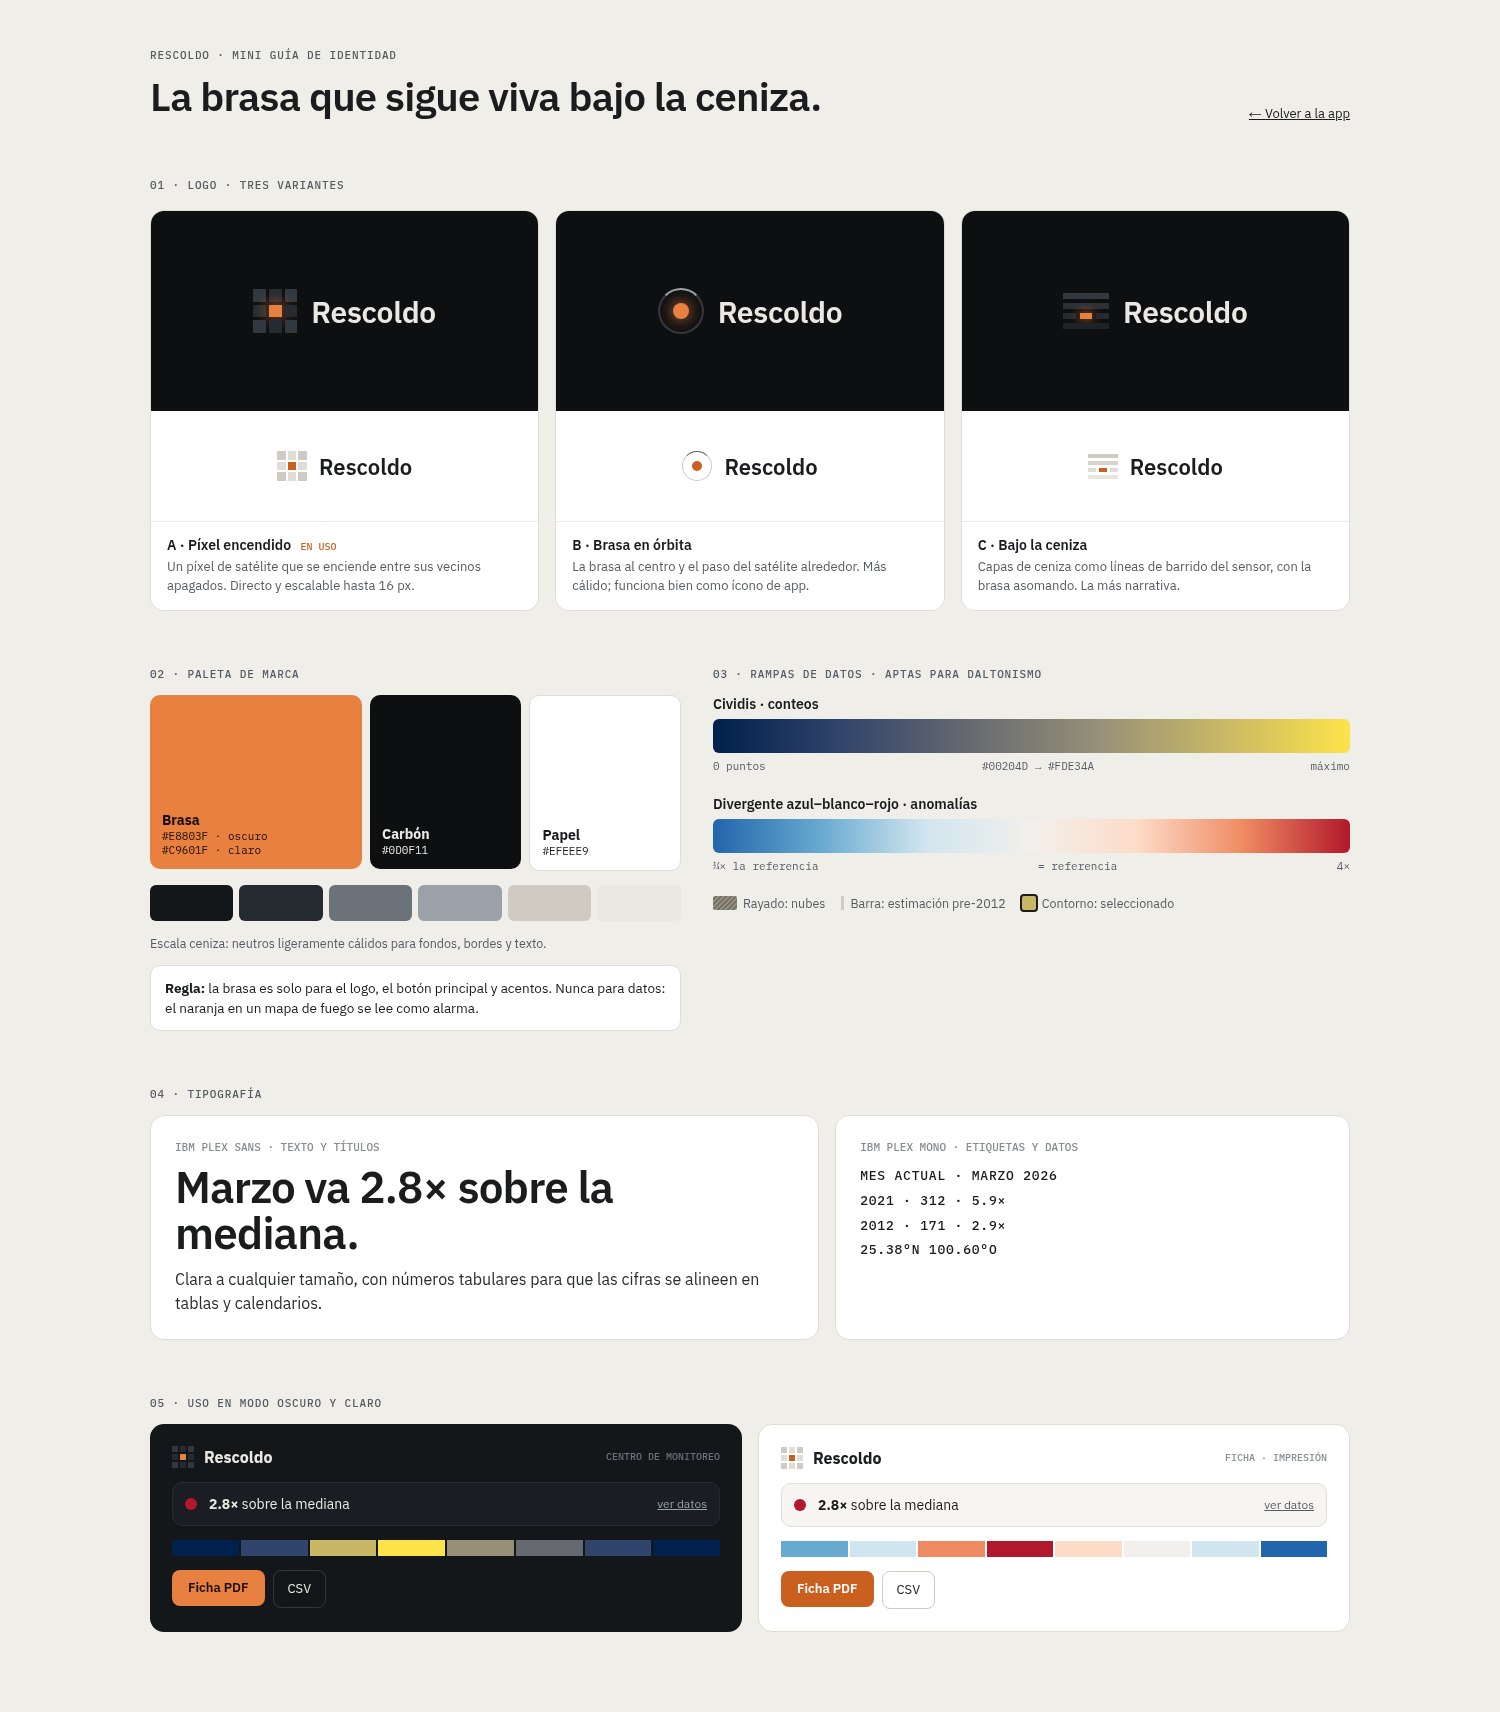 RESCOLDO · MINI GUÍA DE IDENTIDAD
La brasa que sigue viva bajo la ceniza.
← Volver a la app
01 · LOGO · TRES VARIANTES
Rescoldo
Rescoldo
Rescoldo
Rescoldo
Rescoldo
Rescoldo
A · Píxel encendido EN USO
Un píxel de satélite que se enciende entre sus vecinos
apagados. Directo y escalable hasta 16 px.
B · Brasa en órbita
La brasa al centro y el paso del satélite alrededor. Más
cálido; funciona bien como ícono de app.
C · Bajo la ceniza
Capas de ceniza como líneas de barrido del sensor, con la
brasa asomando. La más narrativa.
02 · PALETA DE MARCA
Brasa
#E8803F · oscuro
#C9601F · claro
Carbón
#0D0F11
Papel
#EFEEE9
Escala ceniza: neutros ligeramente cálidos para fondos, bordes y texto.
Regla: la brasa es solo para el logo, el botón principal y acentos. Nunca para datos:
el naranja en un mapa de fuego se lee como alarma.
03 · RAMPAS DE DATOS · APTAS PARA DALTONISMO
Cividis · conteos
0 puntos
#00204D → #FDE34A
máximo
Divergente azul–blanco–rojo · anomalías
¼× la referencia
= referencia
4×
Rayado: nubes
Barra: estimación pre-2012
Contorno: seleccionado
04 · TIPOGRAFÍA
IBM PLEX SANS · TEXTO Y TÍTULOS
Marzo va 2.8× sobre la
mediana.
Clara a cualquier tamaño, con números tabulares para que las cifras se alineen en
tablas y calendarios.
IBM PLEX MONO · ETIQUETAS Y DATOS
MES ACTUAL · MARZO 2026
2021 · 312 · 5.9×
2012 · 171 · 2.9×
25.38°N 100.60°O
05 · USO EN MODO OSCURO Y CLARO
Rescoldo
CENTRO DE MONITOREO
2.8× sobre la mediana
ver datos
Ficha PDF
CSV
Rescoldo
FICHA · IMPRESIÓN
2.8× sobre la mediana
ver datos
Ficha PDF
CSV